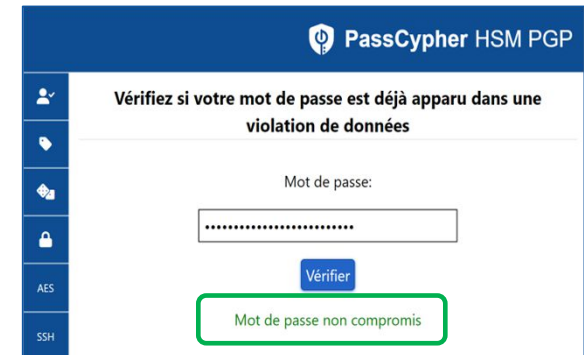 PassCypher HSM PGP
Vérifiez si votre mot de passe est déjà apparu dans une
violation de données
Mot de passe:
••••••••••••••••••••••••••
Vérifier
Mot de passe non compromis
AES
SSH